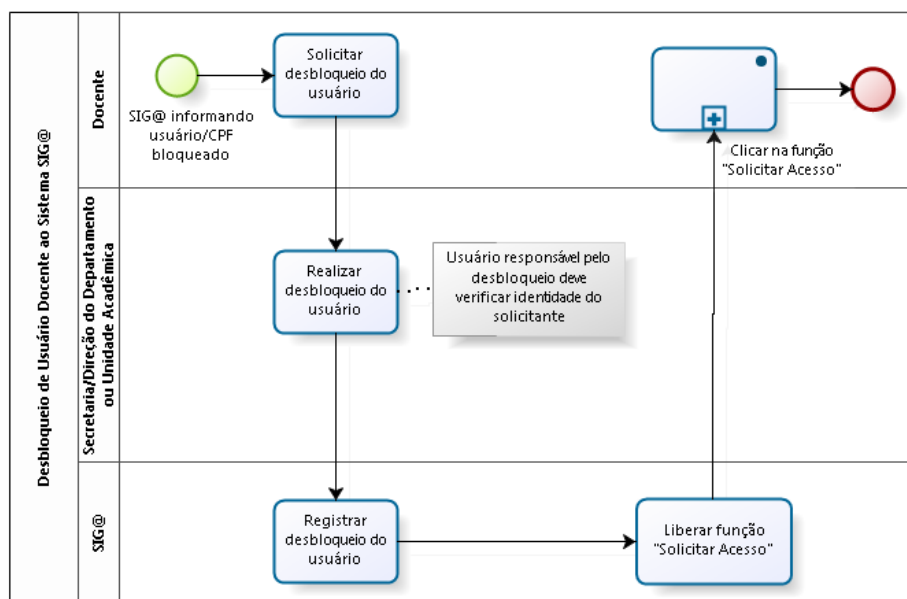 Desbloqueio de Usuário Docente ao Sistema SIG@
Docente
SIG@ informando
usuário/CPF
bloqueado
Solicitar
desbloqueio do
usuário
Clicar na função
"Solicitar Acesso"
Secretaria/Direção do Departamento
ou Unidade Acadêmica
Realizar
desbloqueio do
usuário
Usuário responsável pelo
desbloqueio deve
verificar identidade do
solicitante
SIG@
Registrar
desbloqueio do
usuário
Liberar função
"Solicitar Acesso"